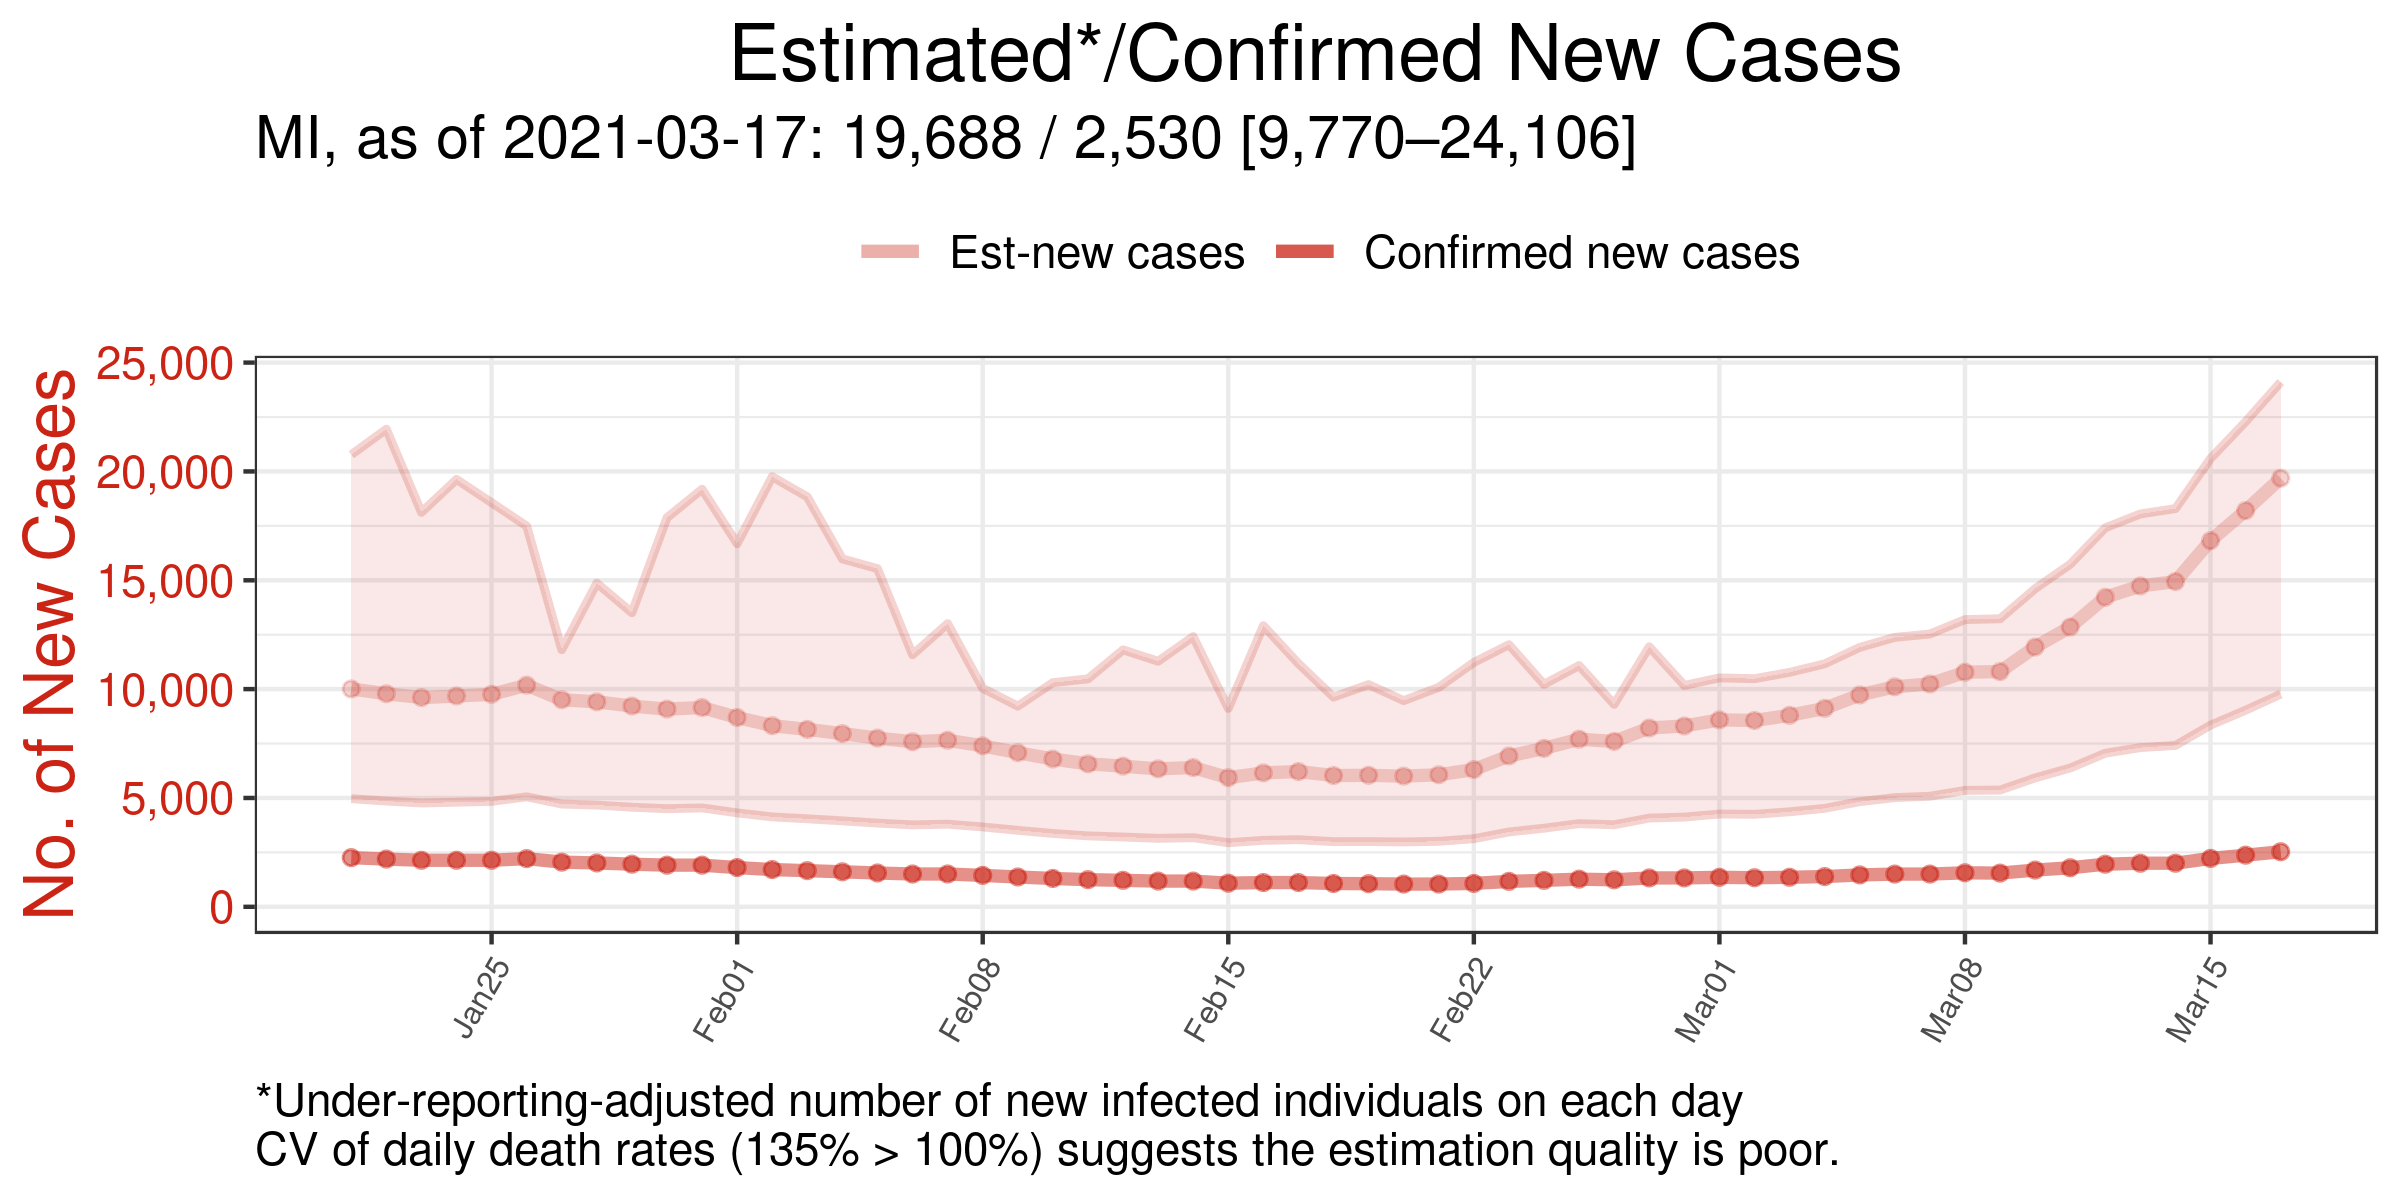 Estimated*/Confirmed New Cases
MI, as of 2021-03-17: 19,688 / 2,530 [9,770–24,106]
Est-new cases
Confirmed new cases
No. of New Cases
25,000
20,000
15,000
10,000
5,000
0
Jan25
Feb01
Feb08
Feb15
Feb22
Mar01
Mar08
Mar15
*Under-reporting-adjusted number of new infected individuals on each day
CV of daily death rates (135% > 100%) suggests the estimation quality is poor.